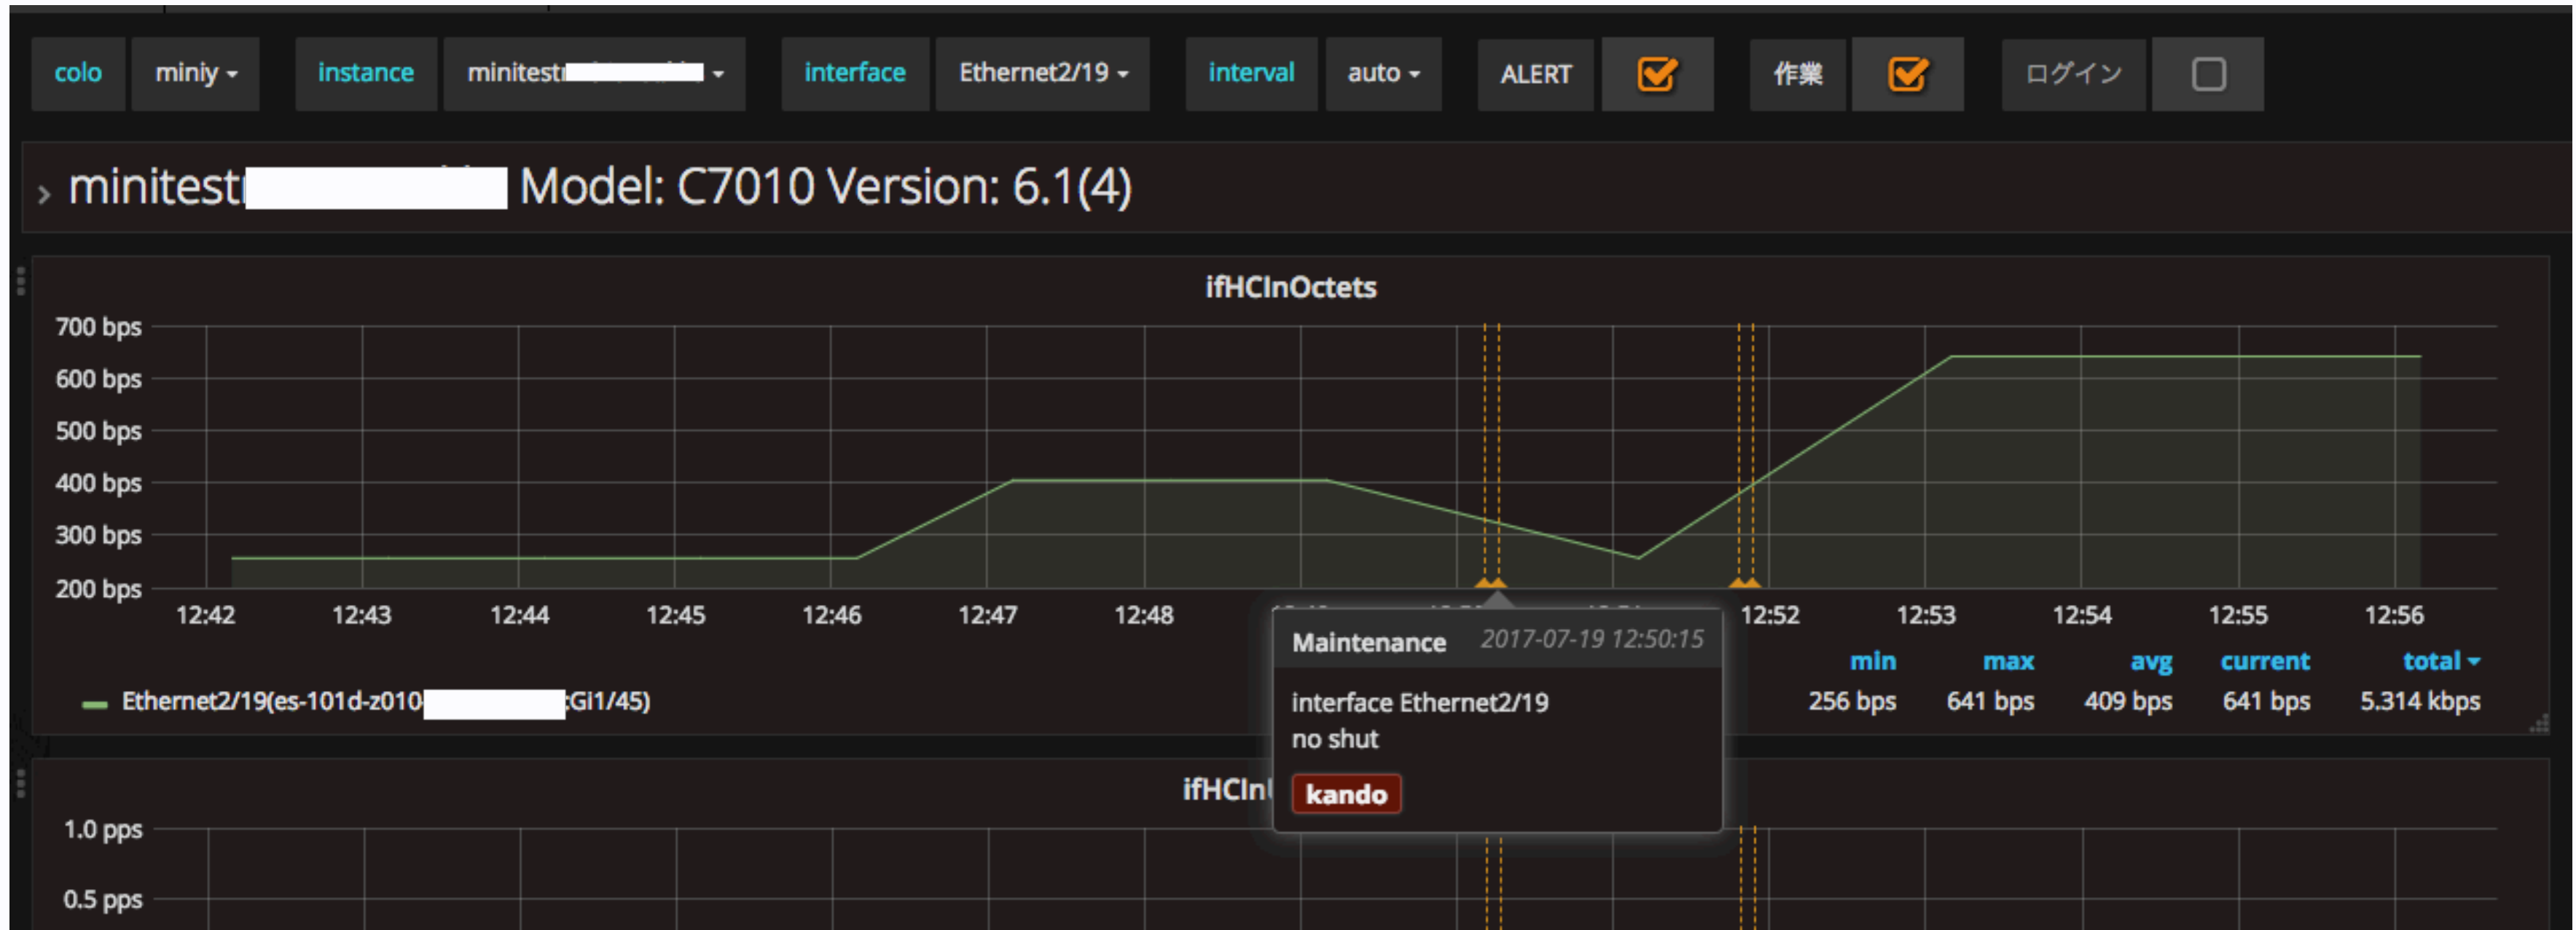 colo miniy instance minitest interface Ethernet2/19 interval auto ALERT 作業 ログイン
minitest Model: C7010 Version: 6.1(4)
ifHCInOctets
700 bps
600 bps
500 bps
400 bps
300 bps
200 bps
12:42 12:43 12:44 12:45 12:46 12:47 12:48 12:52 12:53 12:54 12:55 12:56
Maintenance 2017-07-19 12:50:15
interface Ethernet2/19
no shut
kando
min max avg current total
Ethernet2/19(es-101d-z010 :Gi1/45) 256 bps 641 bps 409 bps 641 bps 5.314 kbps
ifHCIn
1.0 pps
0.5 pps